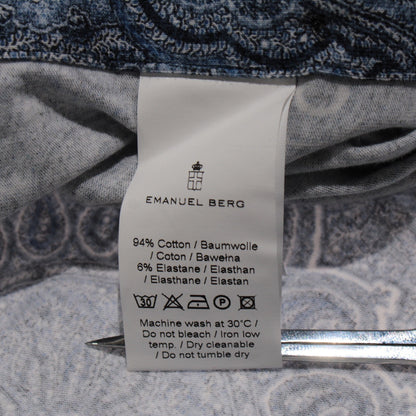 EMANUEL BERG
94% Cotton / Baumwolle
/ Coton / Bawełna
6% Elastane / Elasthan
/ Elasthane / Elastan
30
Machine wash at 30°C /
Do not bleach / Iron low
temp. / Dry cleanable
/ Do not tumble dry